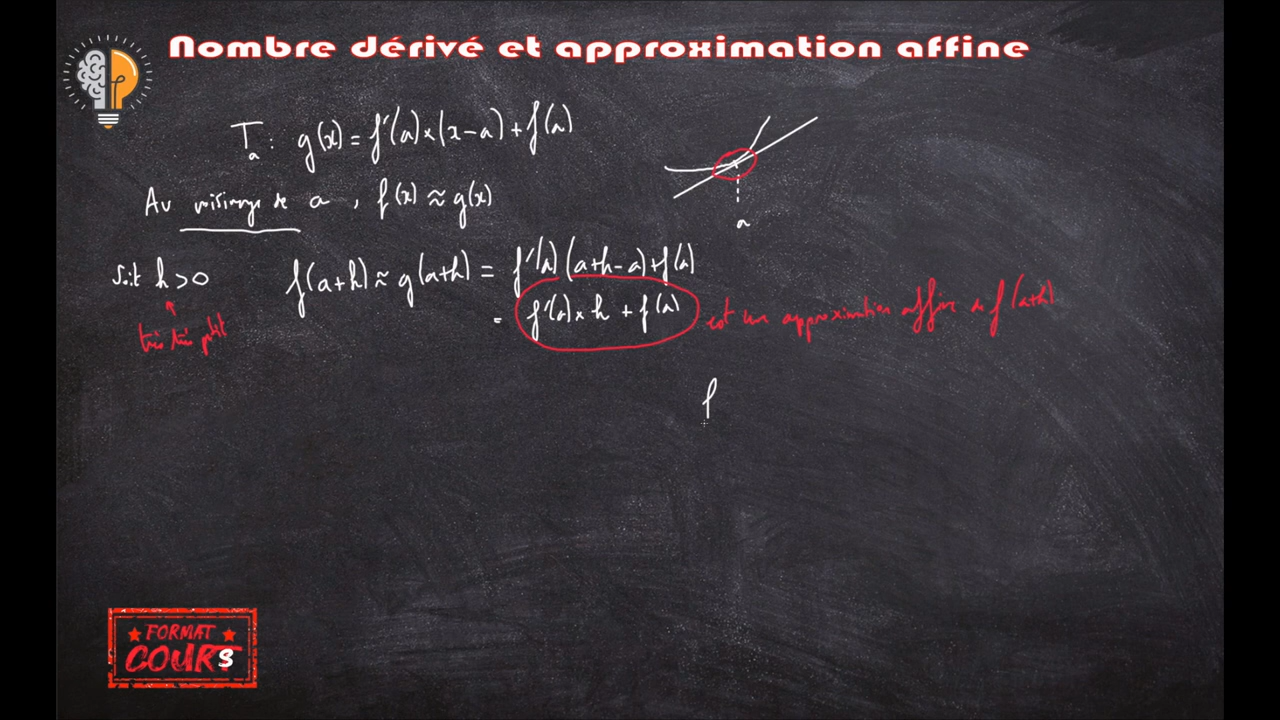 Nombre dérivé et approximation affine
Tₐ : g(x) = f'(a)×(x-a)+f(a)
Au voisinage de a , f(x) ≈ g(x)
a
Soit h>0 f(a+h) ≈ g(a+h) = f'(a)(a+h-a)+f(a)
= f'(a)×h + f(a) est une approximation affine de f(a+h)
très très petit
f
FORMAT
COURS